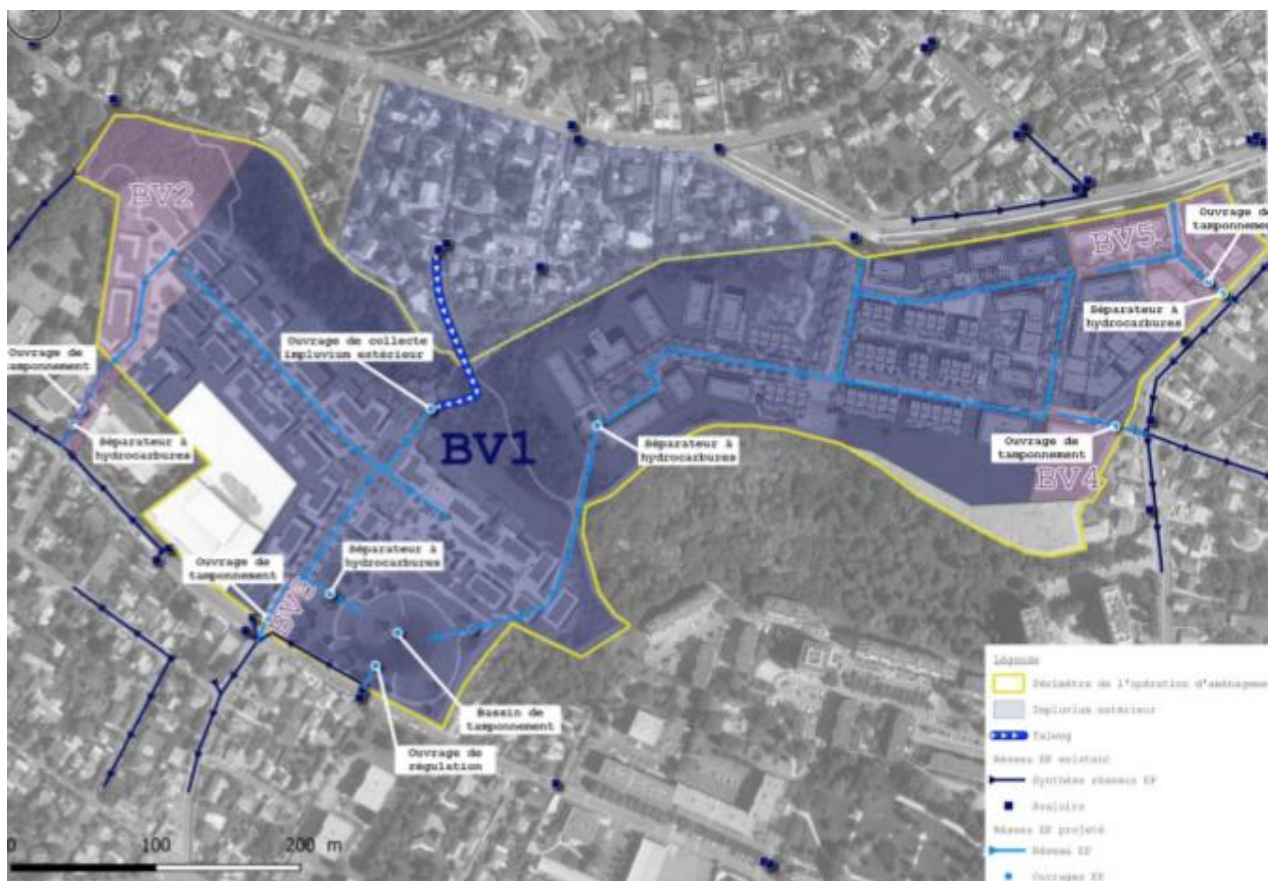 BV2
BV5
Ouvrage de
tamponnement
Séparateur à
hydrocarbures
Ouvrage de collecte
impluvium extérieur
Ouvrage de
tamponnement
Séparateur à
hydrocarbures
BV1
Séparateur à
hydrocarbures
Ouvrage de
tamponnement
BV4
Séparateur à
hydrocarbures
Ouvrage de
tamponnement
BV3
Bassin de
tamponnement
Ouvrage de
régulation
0 100 200 m
Légende
Périmètre de l'opération d'aménagement
Impluvium extérieur
Talweg
Réseau EP existant
Synthèse réseaux EP
Avaloirs
Réseau EP projeté
Réseau EP
Ouvrages EP